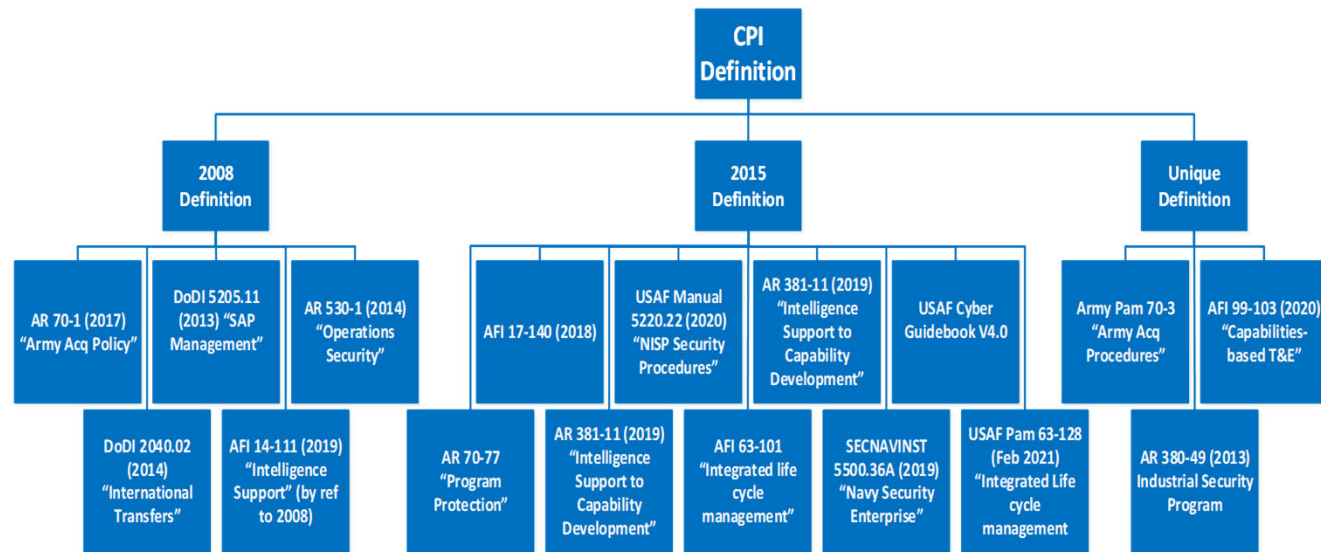 CPI
Definition
2008
Definition
2015
Definition
Unique
Definition
AR 70-1 (2017)
“Army Acq Policy”
DoDI 5205.11
(2013) “SAP
Management”
AR 530-1 (2014)
“Operations
Security”
AFI 17-140 (2018)
USAF Manual
5220.22 (2020)
“NISP Security
Procedures”
AR 381-11 (2019)
“Intelligence
Support to
Capability
Development”
USAF Cyber
Guidebook V4.0
Army Pam 70-3
“Army Acq
Procedures”
AFI 99-103 (2020)
“Capabilities-
based T&E”
DoDI 2040.02
(2014)
“International
Transfers”
AFI 14-111 (2019)
“Intelligence
Support” (by ref
to 2008)
AR 70-77
“Program
Protection”
AR 381-11 (2019)
“Intelligence
Support to
Capability
Development”
AFI 63-101
“Integrated life
cycle
management”
SECNAVINST
5500.36A (2019)
“Navy Security
Enterprise”
USAF Pam 63-128
(Feb 2021)
“Integrated Life
cycle
management
AR 380-49 (2013)
Industrial Security
Program